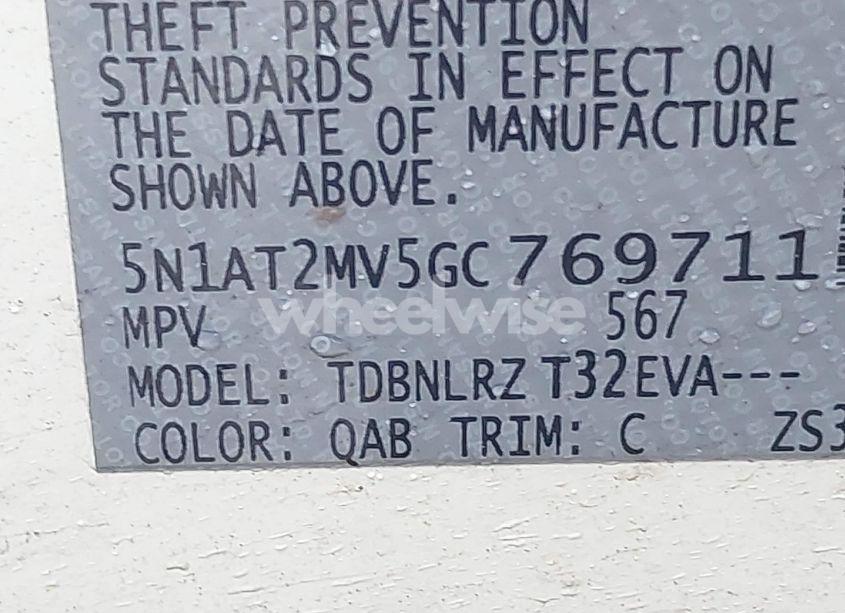 THEFT PREVENTION
STANDARDS IN EFFECT ON
THE DATE OF MANUFACTURE
SHOWN ABOVE.
5N1AT2MV5GC769711
MPV 567
wheelwise
MODEL: TDBNLRZ T32EVA---
COLOR: QAB TRIM: C ZS3